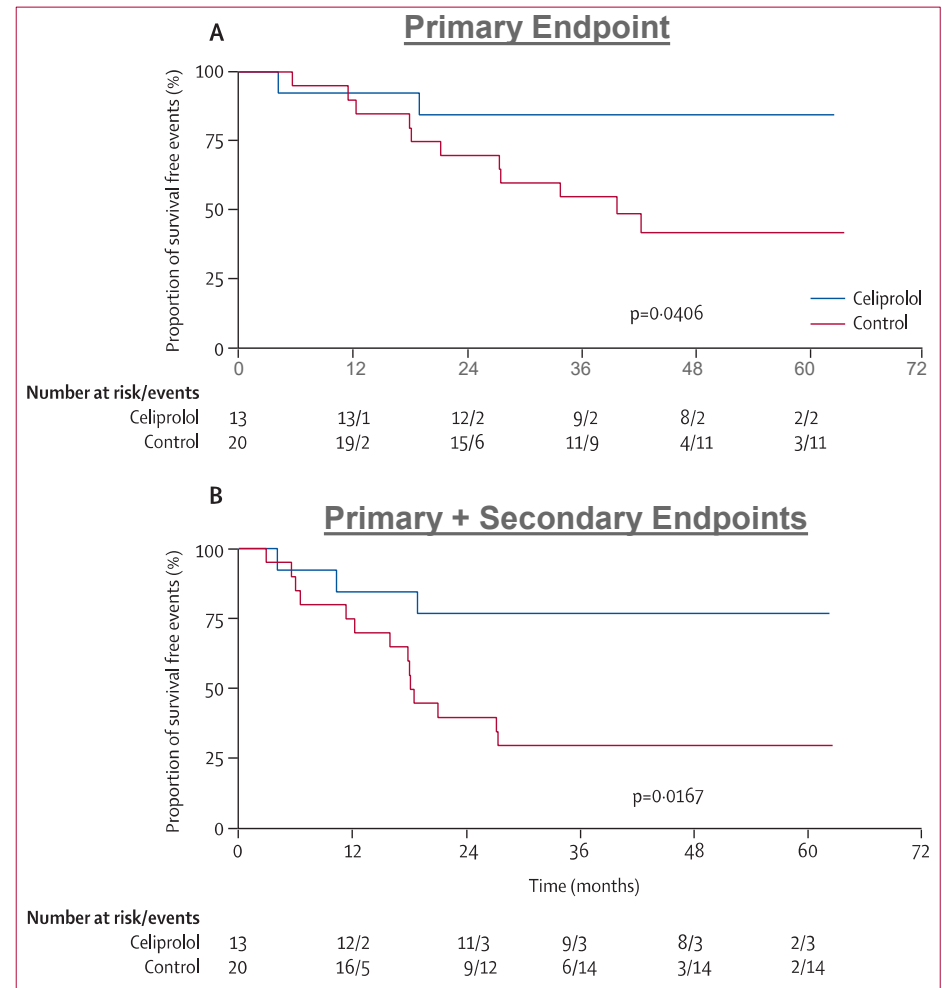 A
Primary Endpoint
Proportion of survival free events (%)
100
75
50
25
0
p=0·0406
Celiprolol
Control
0 12 24 36 48 60 72
Number at risk/events
Celiprolol 13 13/1 12/2 9/2 8/2 2/2
Control 20 19/2 15/6 11/9 4/11 3/11
B
Primary + Secondary Endpoints
Proportion of survival free events (%)
100
75
50
25
0
p=0·0167
0 12 24 36 48 60 72
Time (months)
Number at risk/events
Celiprolol 13 12/2 11/3 9/3 8/3 2/3
Control 20 16/5 9/12 6/14 3/14 2/14